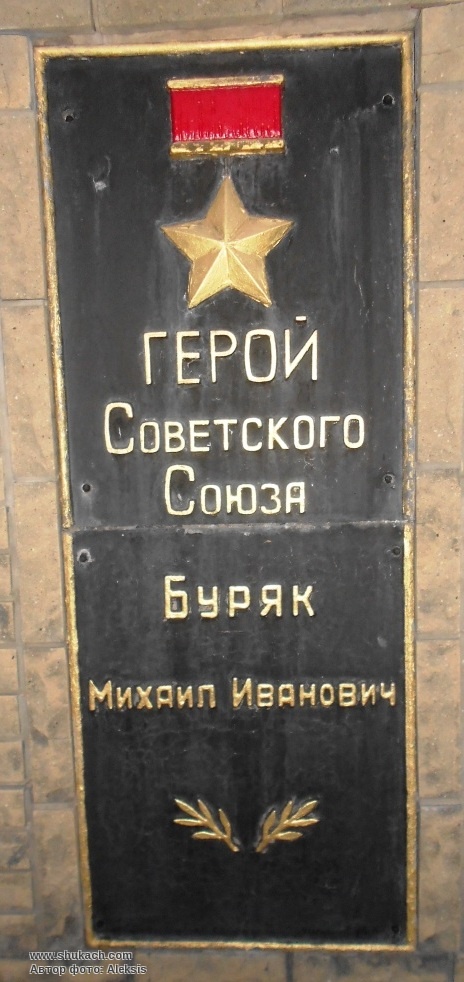 ГЕРОЙ
СОВЕТСКОГО
СОЮЗА
БУРЯК
МИХАИЛ ИВАНОВИЧ
www.shukach.com
Автор фото: Aleksis